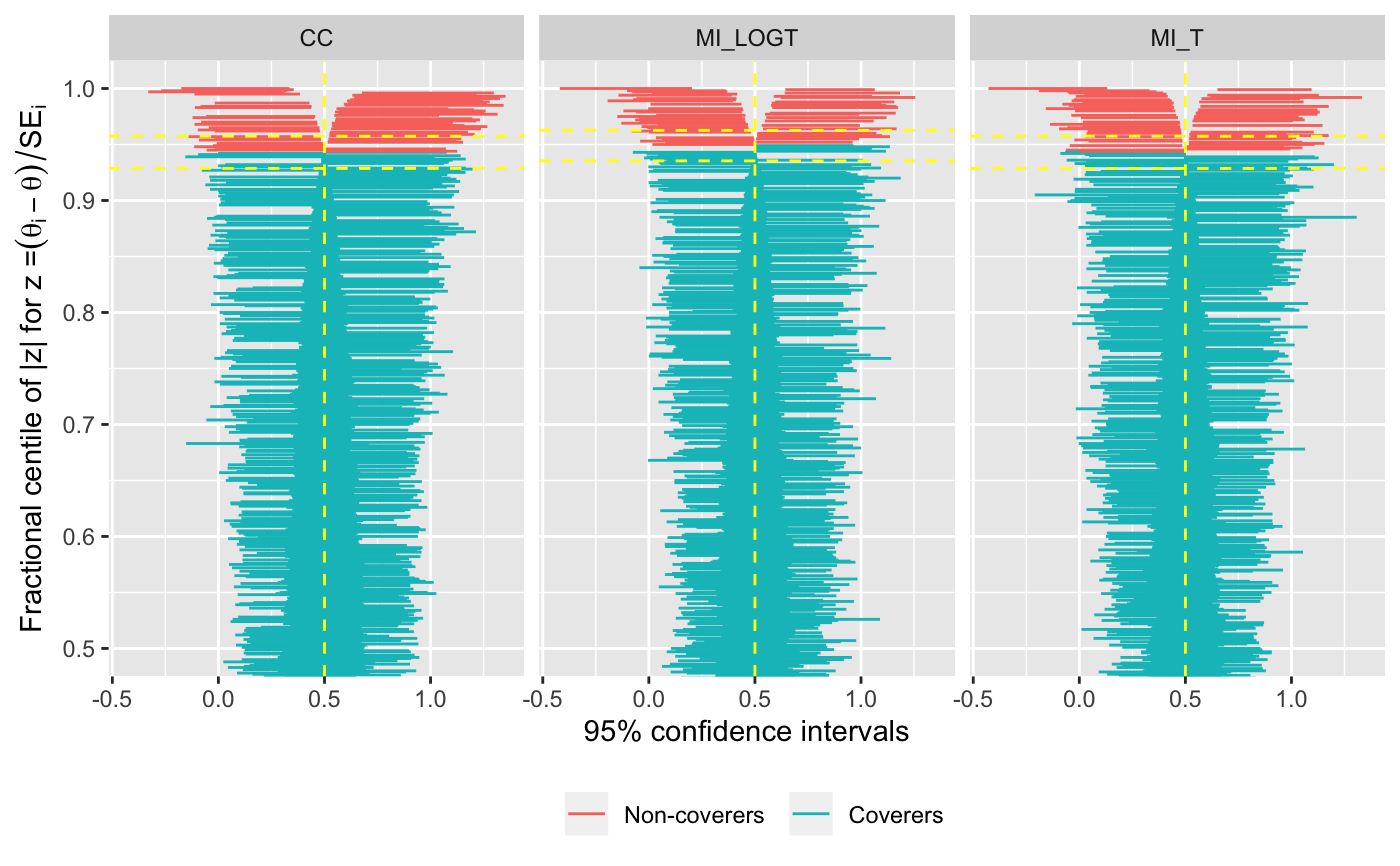 CC MI_LOGT MI_T
Fractional centile of |z| for z =(θi − θ)/SEi
1.0
0.9
0.8
0.7
0.6
0.5
-0.5 0.0 0.5 1.0 -0.5 0.0 0.5 1.0 -0.5 0.0 0.5 1.0
95% confidence intervals
Non-coverers Coverers